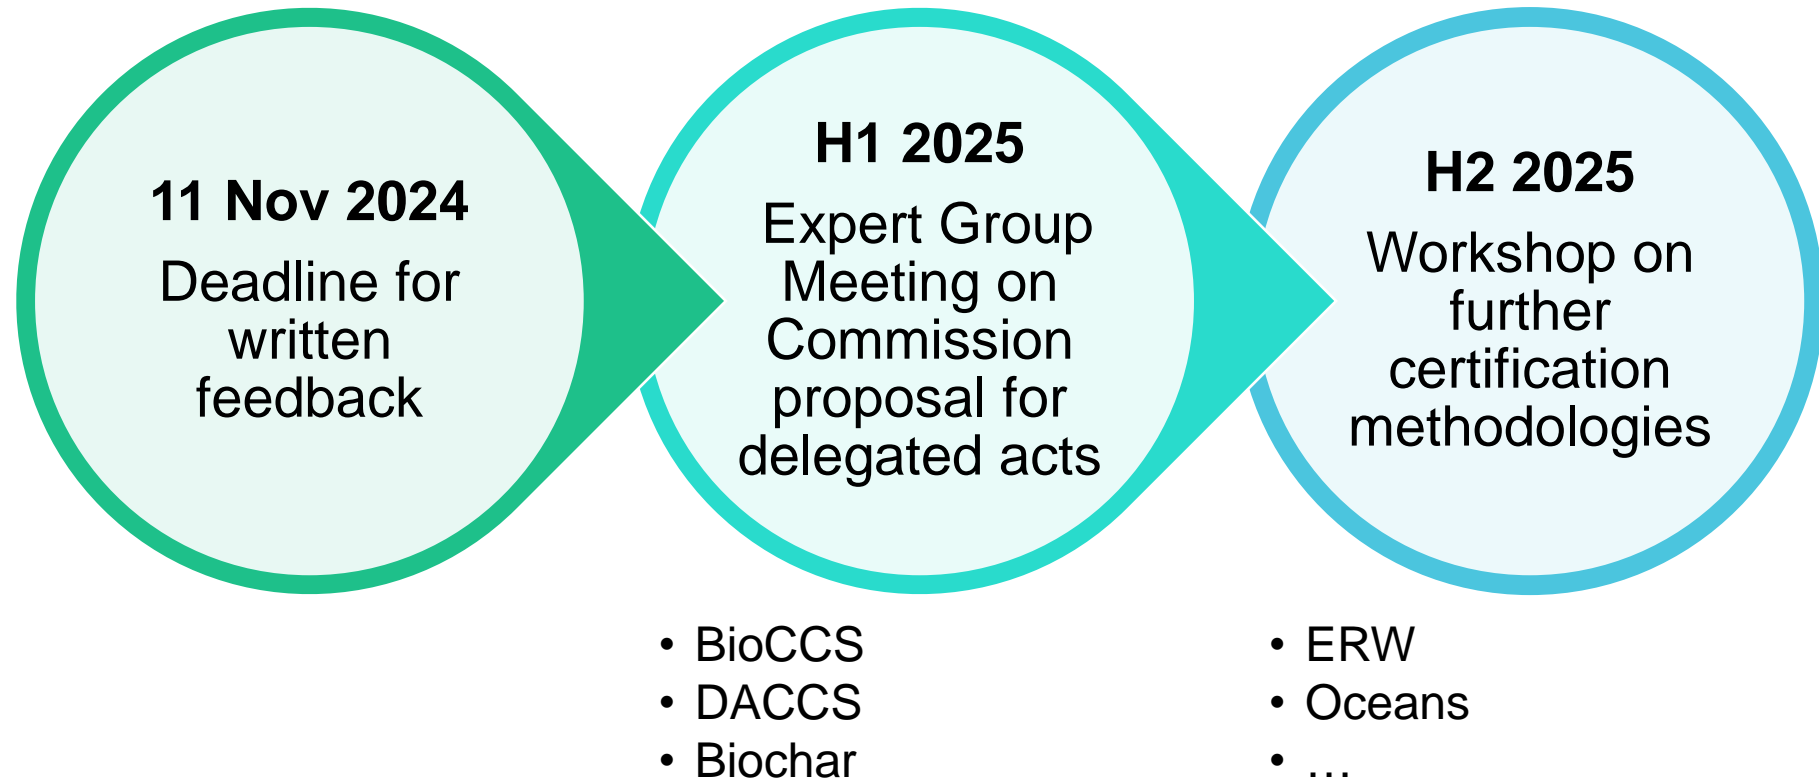 11 Nov 2024
Deadline for
written
feedback
H1 2025
Expert Group
Meeting on
Commission
proposal for
delegated acts
H2 2025
Workshop on
further
certification
methodologies
• BioCCS
• DACCS
• Biochar
• ERW
• Oceans
• …